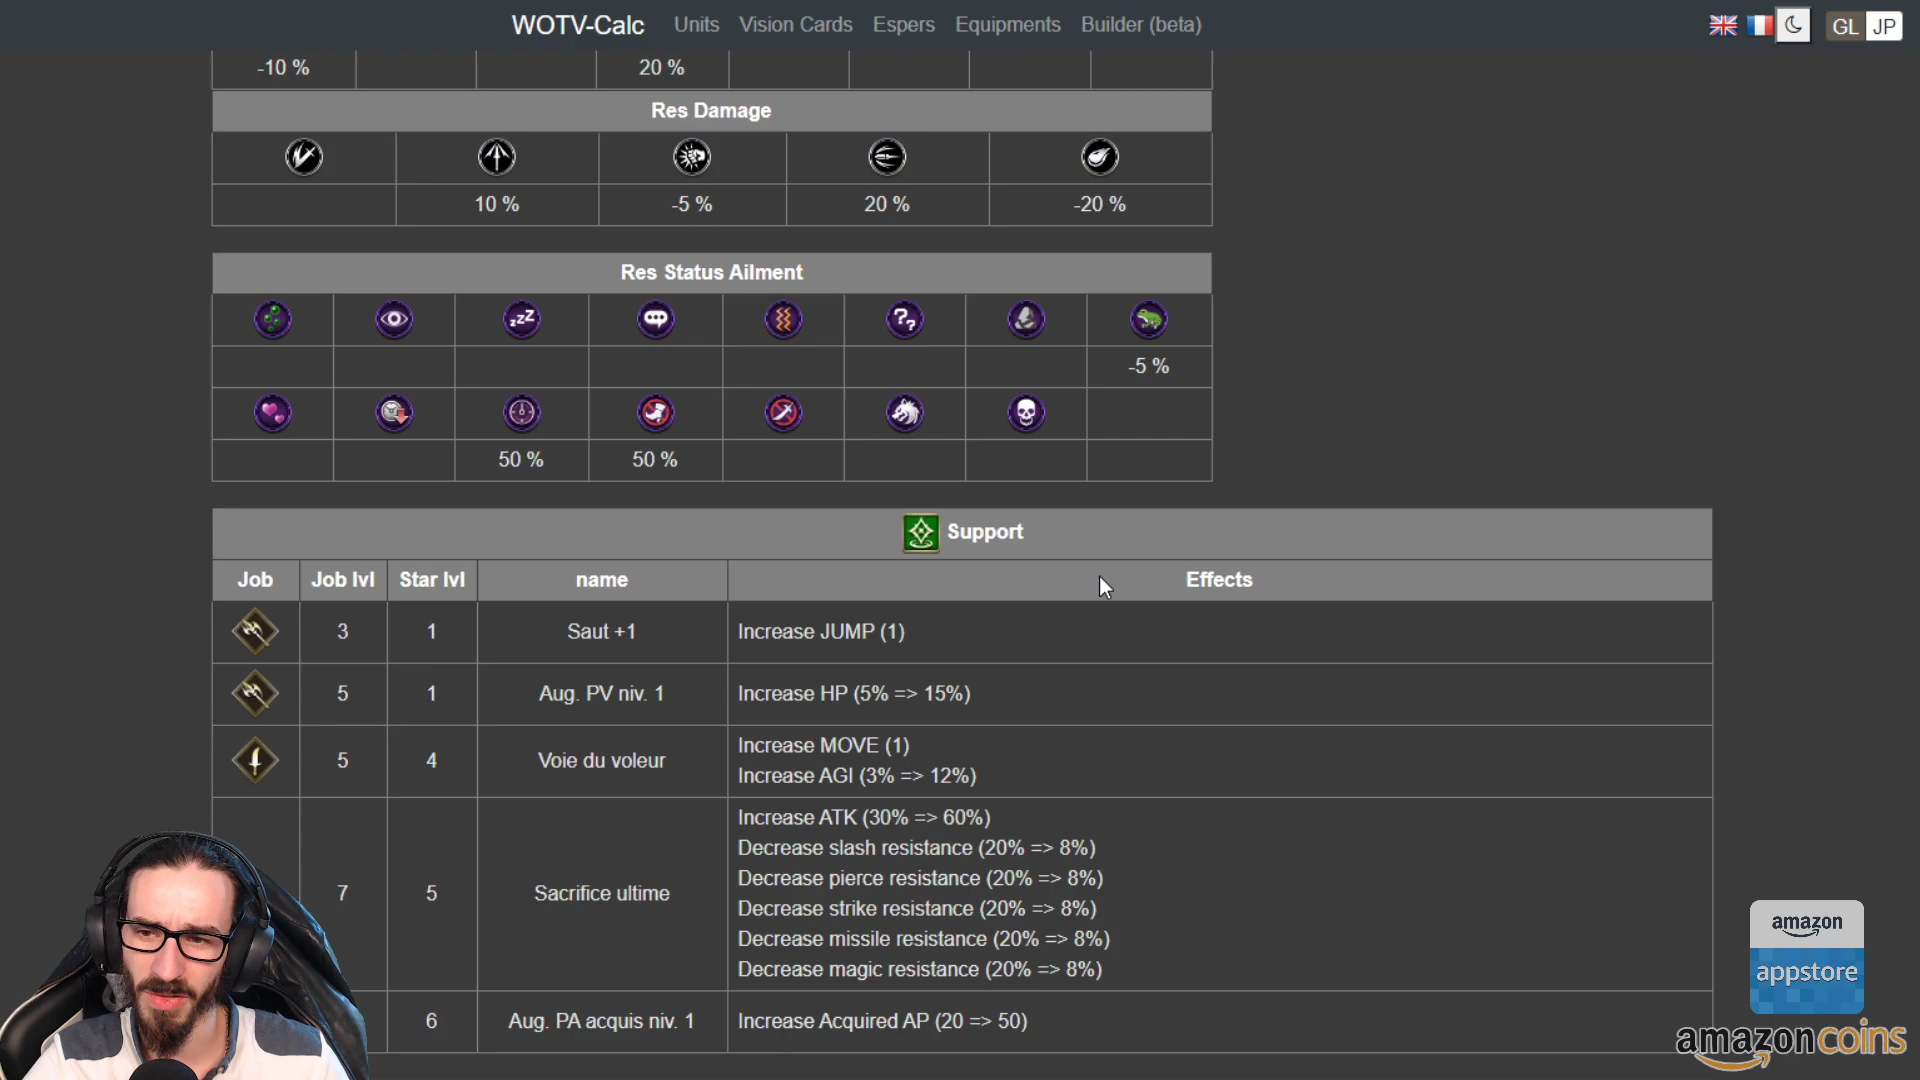 WOTV-Calc Units Vision Cards Espers Equipments Builder (beta) GL JP
-10 % 20 %
Res Damage
10 % -5 % 20 % -20 %
Res Status Ailment
zzZ ??
-5 %
50 % 50 %
Support
Job Job lvl Star lvl name Effects
3 1 Saut +1 Increase JUMP (1)
5 1 Aug. PV niv. 1 Increase HP (5% => 15%)
5 4 Voie du voleur Increase MOVE (1)
Increase AGI (3% => 12%)
7 5 Sacrifice ultime Increase ATK (30% => 60%)
Decrease slash resistance (20% => 8%)
Decrease pierce resistance (20% => 8%)
Decrease strike resistance (20% => 8%)
Decrease missile resistance (20% => 8%)
Decrease magic resistance (20% => 8%)
6 Aug. PA acquis niv. 1 Increase Acquired AP (20 => 50)
amazon
appstore
amazoncoins